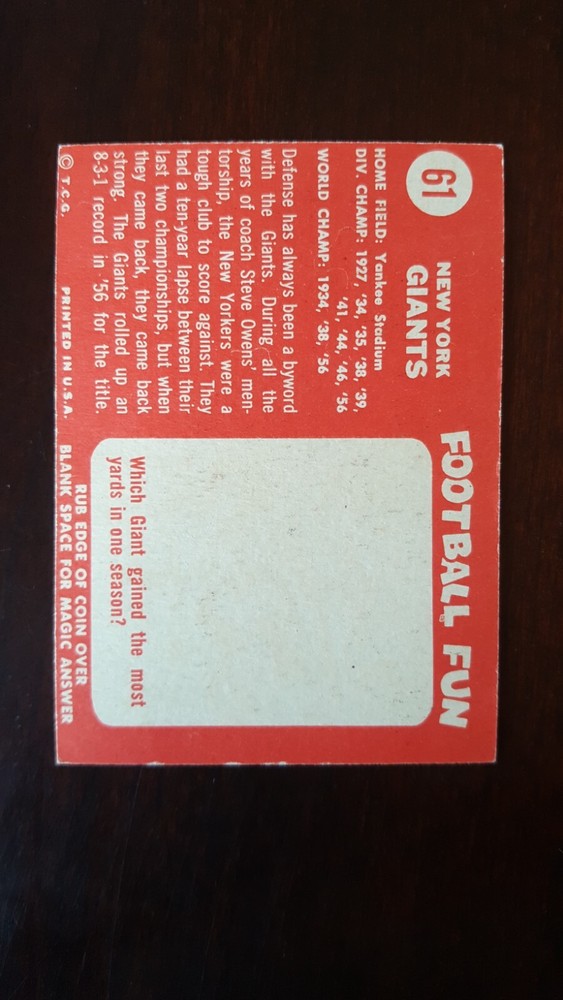 61
NEW YORK
GIANTS
HOME FIELD: Yankee Stadium
DIV. CHAMP: 1927, '34, '35, '38, '39,
'41, '44, '46, '56
WORLD CHAMP: 1934, '38, '56
Defense has always been a byword
with the Giants. During all the
years of coach Steve Owens' men-
torship, the New Yorkers were a
tough club to score against. They
had a ten-year lapse between their
last two championships, but when
they came back, they came back
strong. The Giants rolled up an
8-3-1 record in '56 for the title.
© T.C.G. PRINTED IN U.S.A.
FOOTBALL FUN
Which Giant gained the most
yards in one season?
RUB EDGE OF COIN OVER
BLANK SPACE FOR MAGIC ANSWER